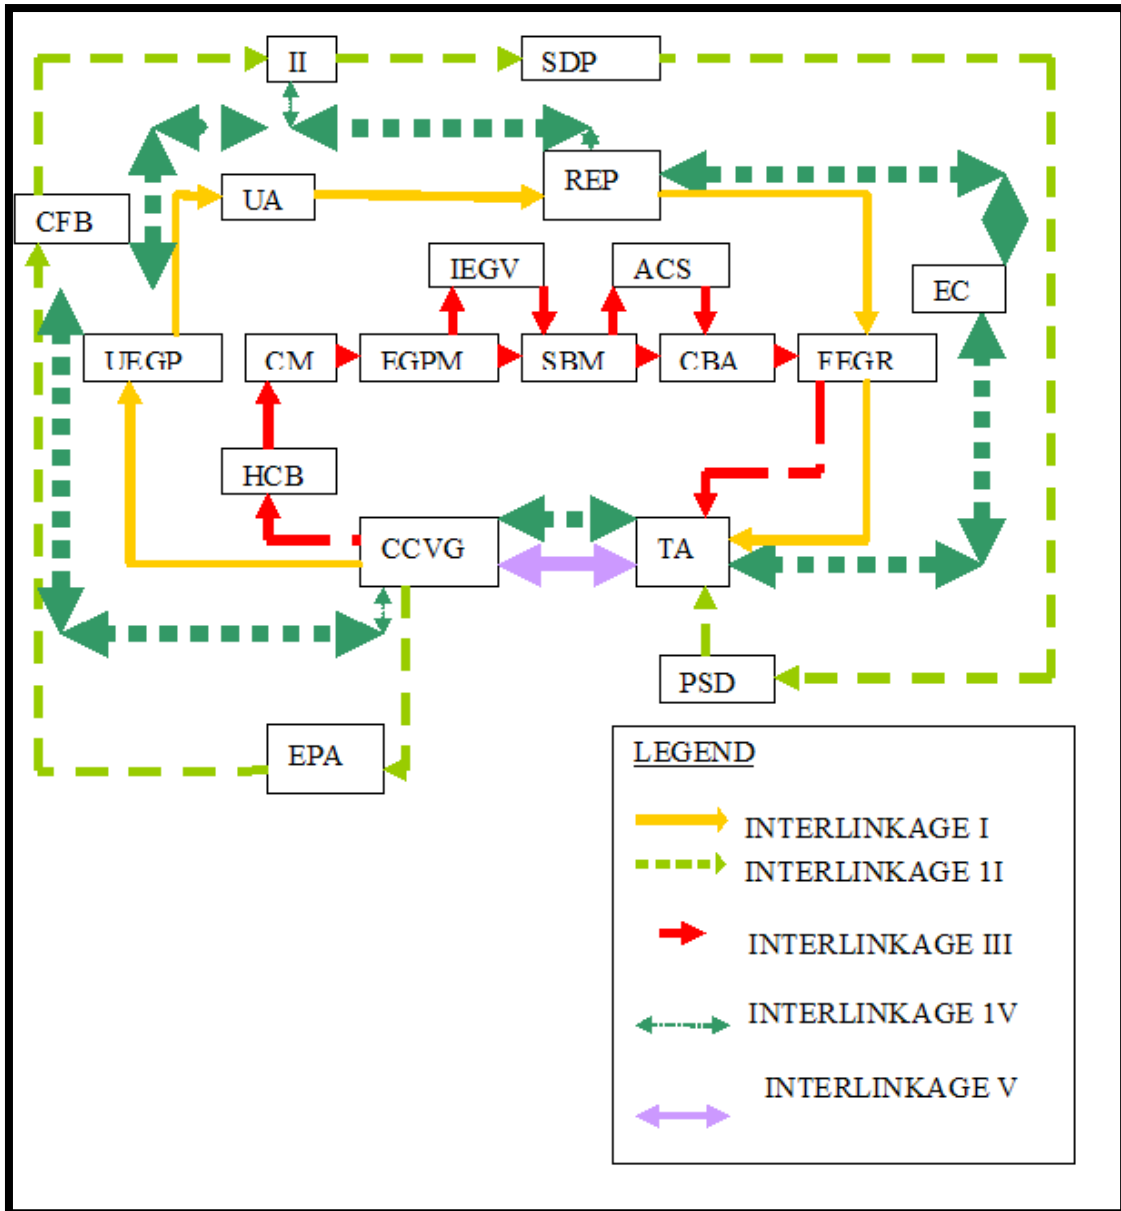 II
SDP
REP
UA
CFB
IEGV
ACS
EC
UEGP
CM
EGPM
SBM
CBA
EEGR
HCB
CCVG
TA
PSD
EPA
LEGEND
INTERLINKAGE I
INTERLINKAGE 1I
INTERLINKAGE III
INTERLINKAGE 1V
INTERLINKAGE V